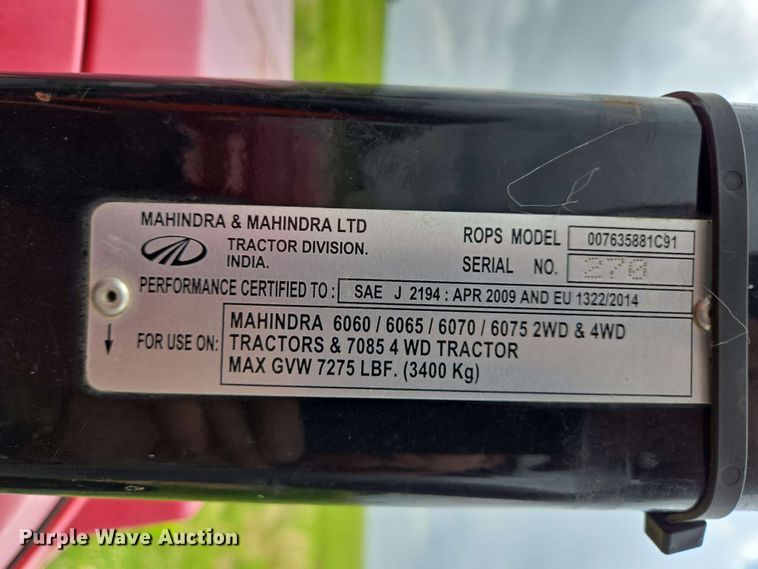 MAHINDRA & MAHINDRA LTD
TRACTOR DIVISION.
INDIA.
ROPS MODEL 007635881C91
SERIAL NO. 270
PERFORMANCE CERTIFIED TO : SAE J 2194 : APR 2009 AND EU 1322/2014
FOR USE ON:
MAHINDRA 6060 / 6065 / 6070 / 6075 2WD & 4WD
TRACTORS & 7085 4 WD TRACTOR
MAX GVW 7275 LBF. (3400 Kg)
Purple Wave Auction